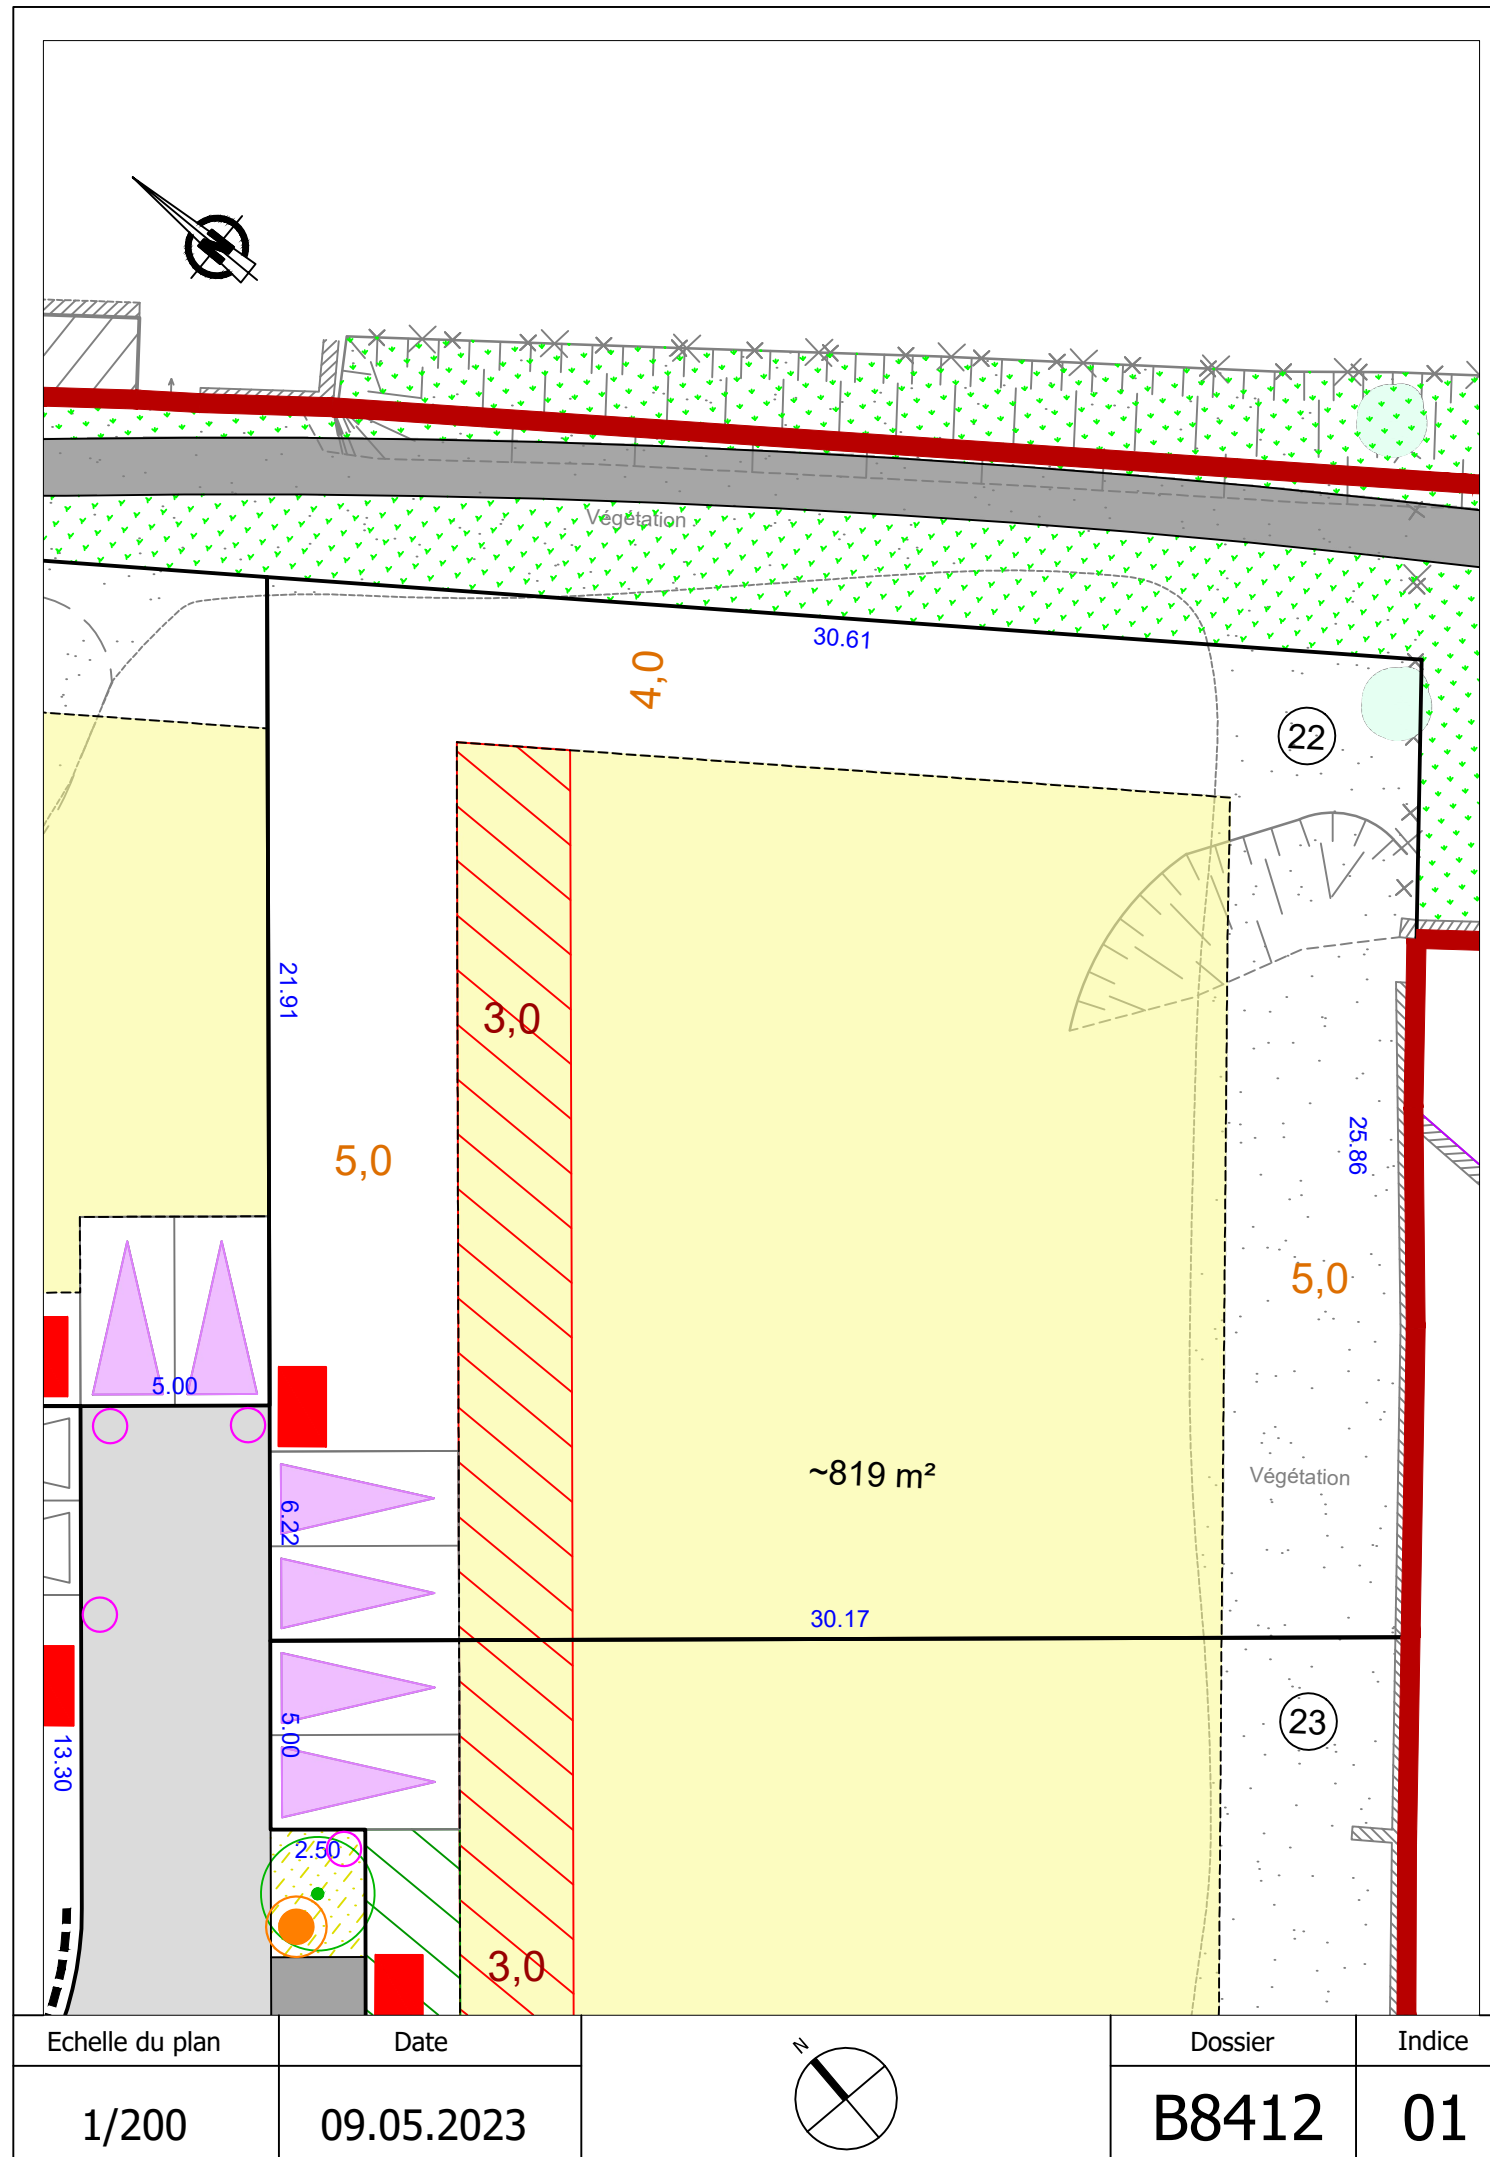 Végétation
30.61
4,0
22
21.91
3,0
5,0
25.86
5,0
5.00
~819 m²
Végétation
6.22
30.17
5.00
23
13.30
2.50
3,0
Echelle du plan
Date
N
Dossier
Indice
1/200
09.05.2023
B8412
01